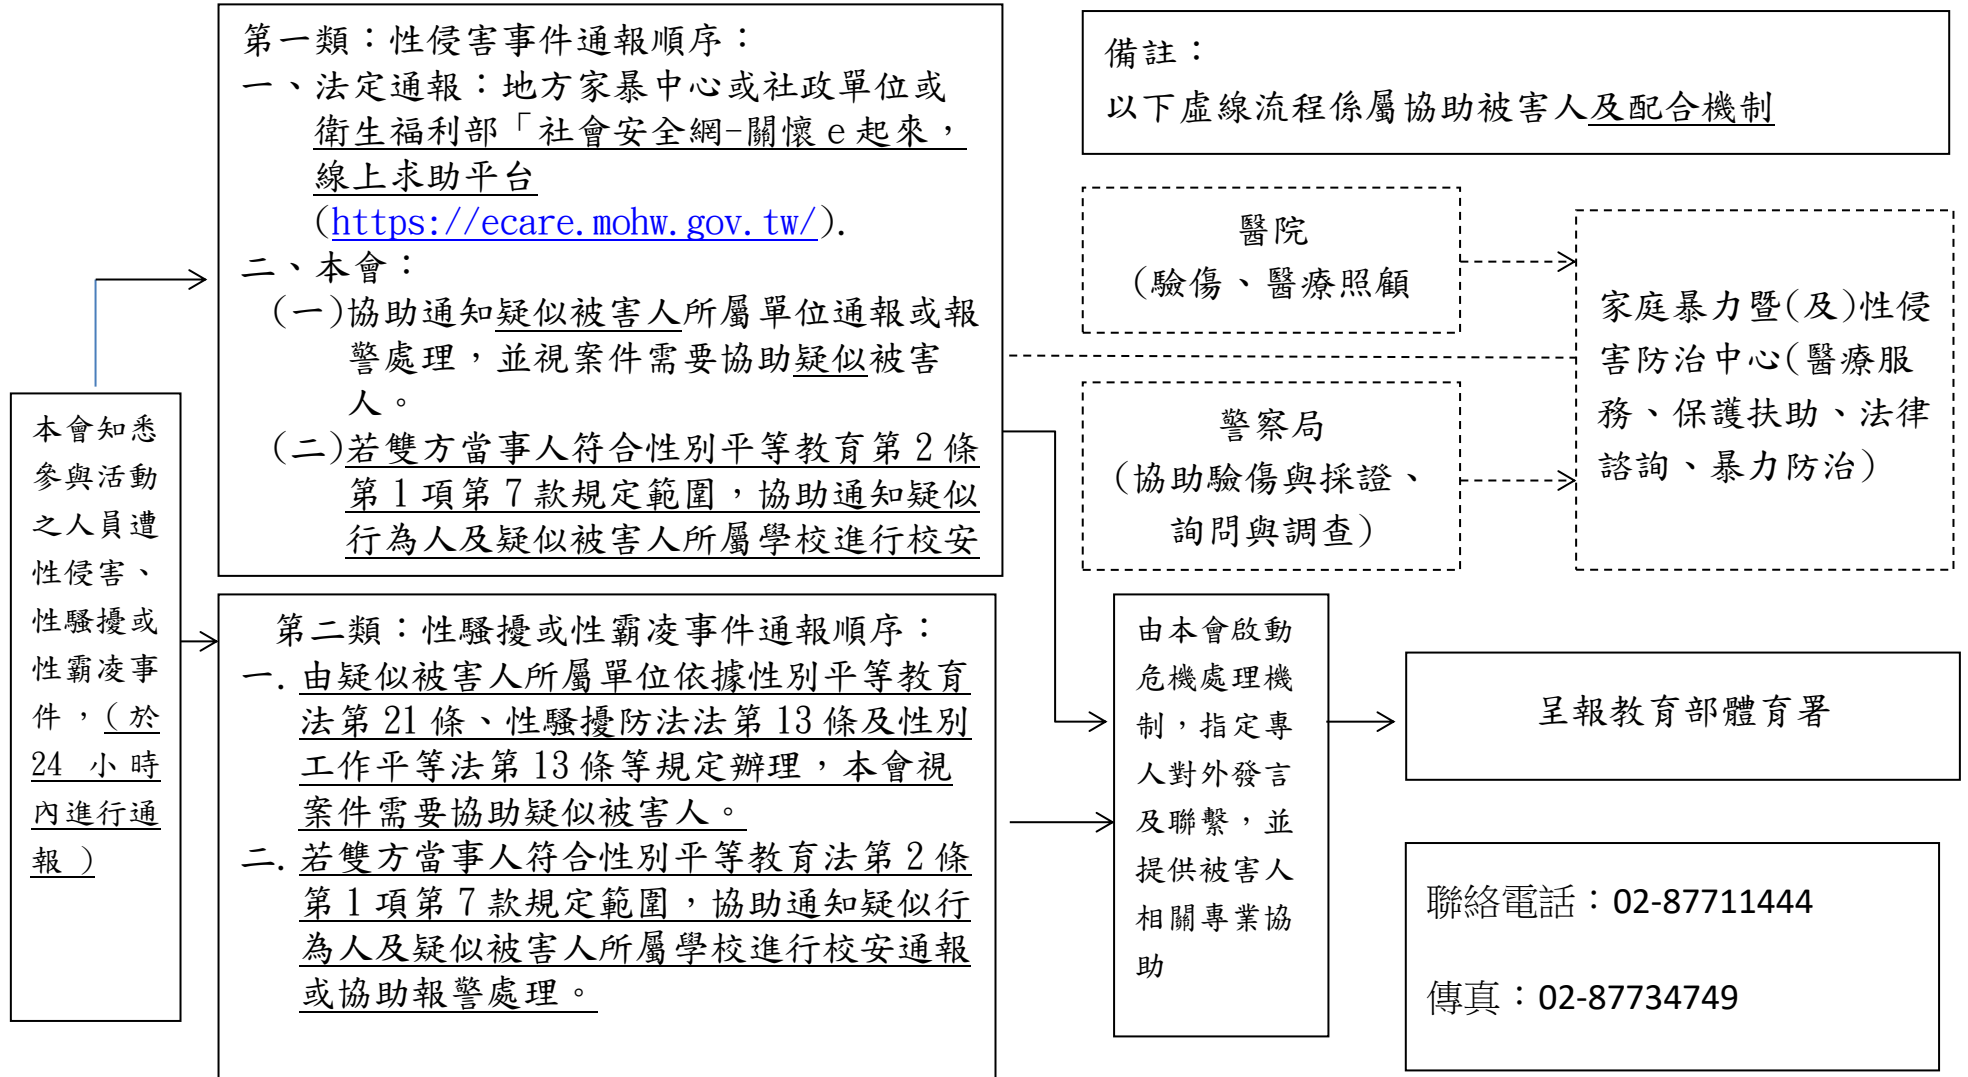 本會知悉
參與活動
之人員遭
性侵害、
性騷擾或
性霸凌事
件，(於
24 小時
內進行通
報 )
第一類：性侵害事件通報順序：
一、法定通報：地方家暴中心或社政單位或
衛生福利部「社會安全網-關懷 e 起來，
線上求助平台
(https://ecare.mohw.gov.tw/).
二、本會：
(一)協助通知疑似被害人所屬單位通報或報
警處理，並視案件需要協助疑似被害
人。
(二)若雙方當事人符合性別平等教育第 2 條
第 1 項第 7 款規定範圍，協助通知疑似
行為人及疑似被害人所屬學校進行校安
第二類：性騷擾或性霸凌事件通報順序：
一. 由疑似被害人所屬單位依據性別平等教育
法第 21 條、性騷擾防法法第 13 條及性別
工作平等法第 13 條等規定辦理，本會視
案件需要協助疑似被害人。
二. 若雙方當事人符合性別平等教育法第 2 條
第 1 項第 7 款規定範圍，協助通知疑似行
為人及疑似被害人所屬學校進行校安通報
或協助報警處理。
備註：
以下虛線流程係屬協助被害人及配合機制
醫院
(驗傷、醫療照顧
警察局
(協助驗傷與採證、
詢問與調查)
家庭暴力暨(及)性侵
害防治中心(醫療服
務、保護扶助、法律
諮詢、暴力防治)
由本會啟動
危機處理機
制，指定專
人對外發言
及聯繫，並
提供被害人
相關專業協
助
呈報教育部體育署
聯絡電話：02-87711444
傳真：02-87734749